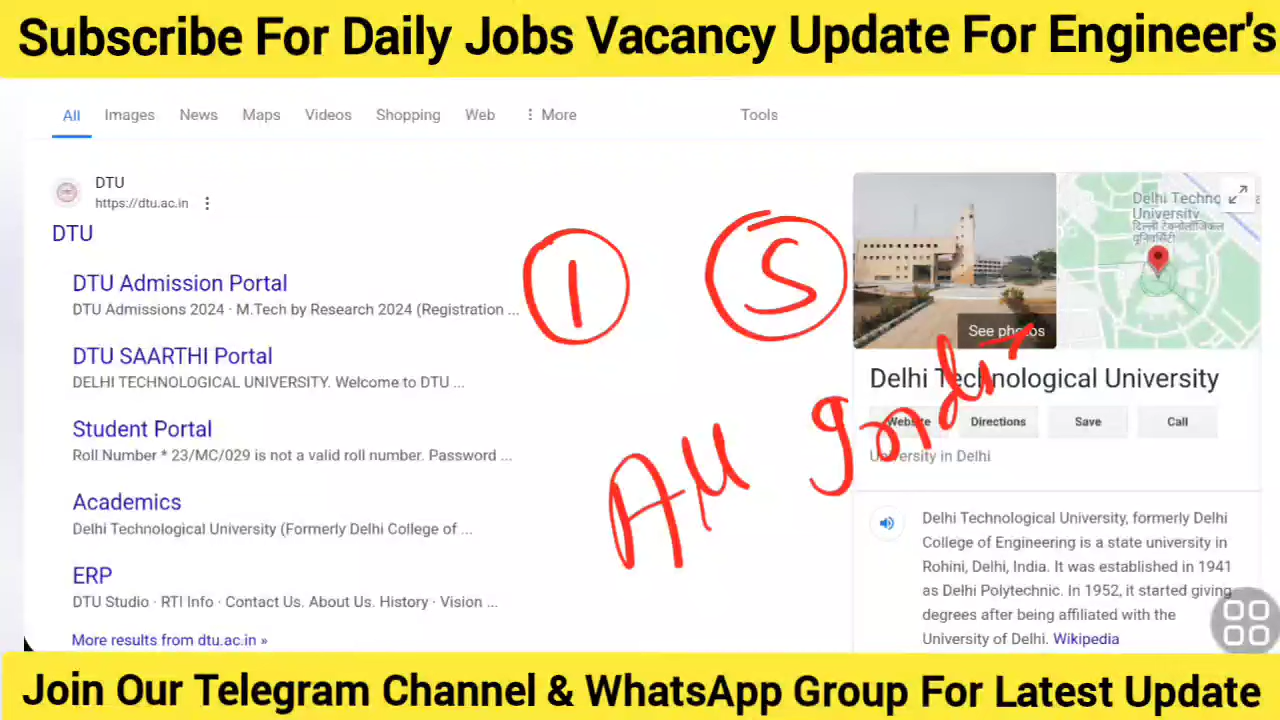 Subscribe For Daily Jobs Vacancy Update For Engineer's
All Images News Maps Videos Shopping Web More Tools
DTU
https://dtu.ac.in
DTU
DTU Admission Portal
DTU Admissions 2024 · M.Tech by Research 2024 (Registration ...
DTU SAARTHI Portal
DELHI TECHNOLOGICAL UNIVERSITY. Welcome to DTU ...
Student Portal
Roll Number * 23/MC/029 is not a valid roll number. Password ...
Academics
Delhi Technological University (Formerly Delhi College of ...
ERP
DTU Studio · RTI Info · Contact Us. About Us. History · Vision ...
More results from dtu.ac.in »
1 S
All
See photos
Delhi Techno
University
दिल्ली टेक्नोलॉजिकल
यूनिवर्सिटी
Delhi Technological University
Website Directions Save Call
University in Delhi
Delhi Technological University, formerly Delhi
College of Engineering is a state university in
Rohini, Delhi, India. It was established in 1941
as Delhi Polytechnic. In 1952, it started giving
degrees after being affiliated with the
University of Delhi. Wikipedia
Join Our Telegram Channel & WhatsApp Group For Latest Update